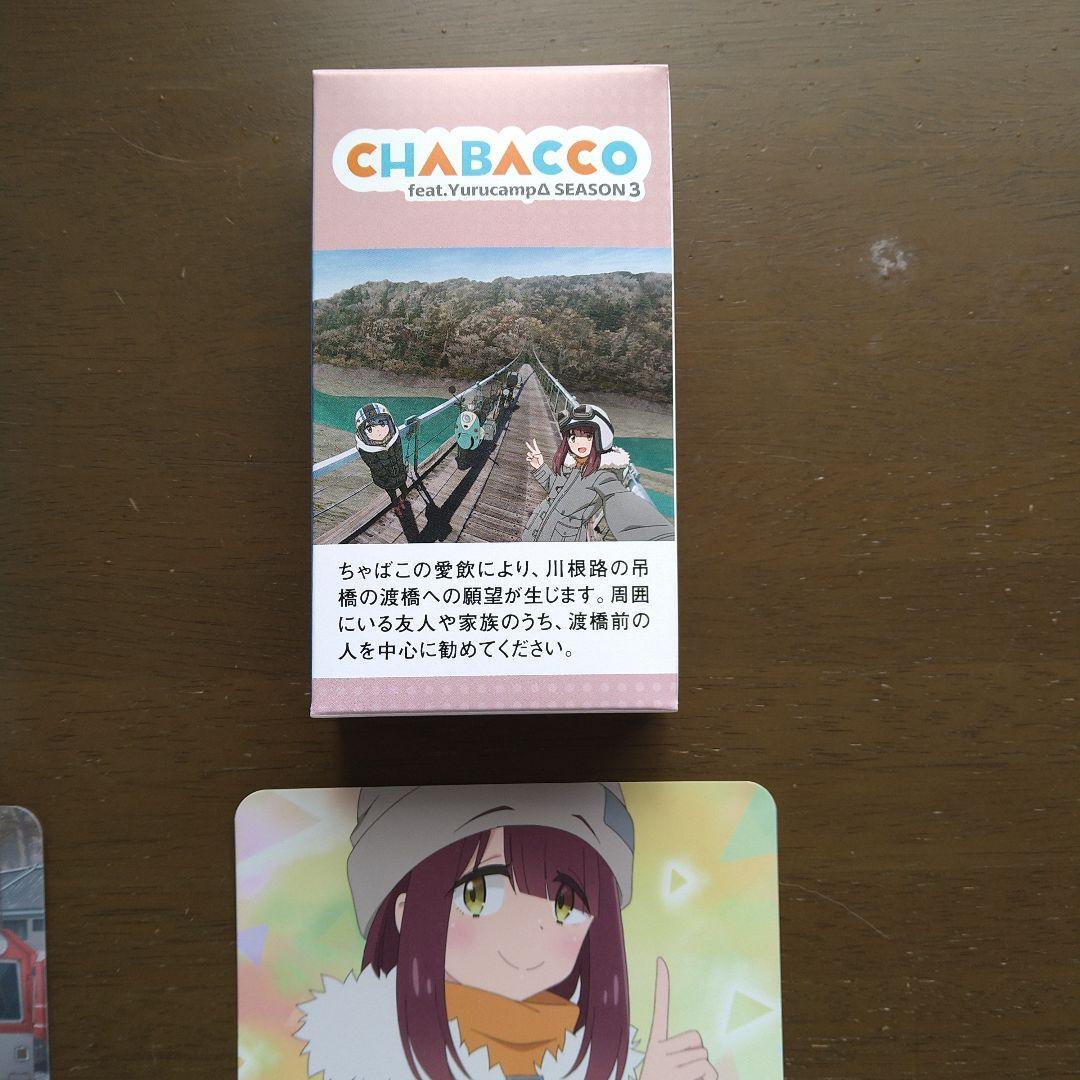 CHABACCO
feat.YurucampΔ SEASON 3
ちゃばこの愛飲により、川根路の吊
橋の渡橋への願望が生じます。周囲
にいる友人や家族のうち、渡橋前の
人を中心に勧めてください。